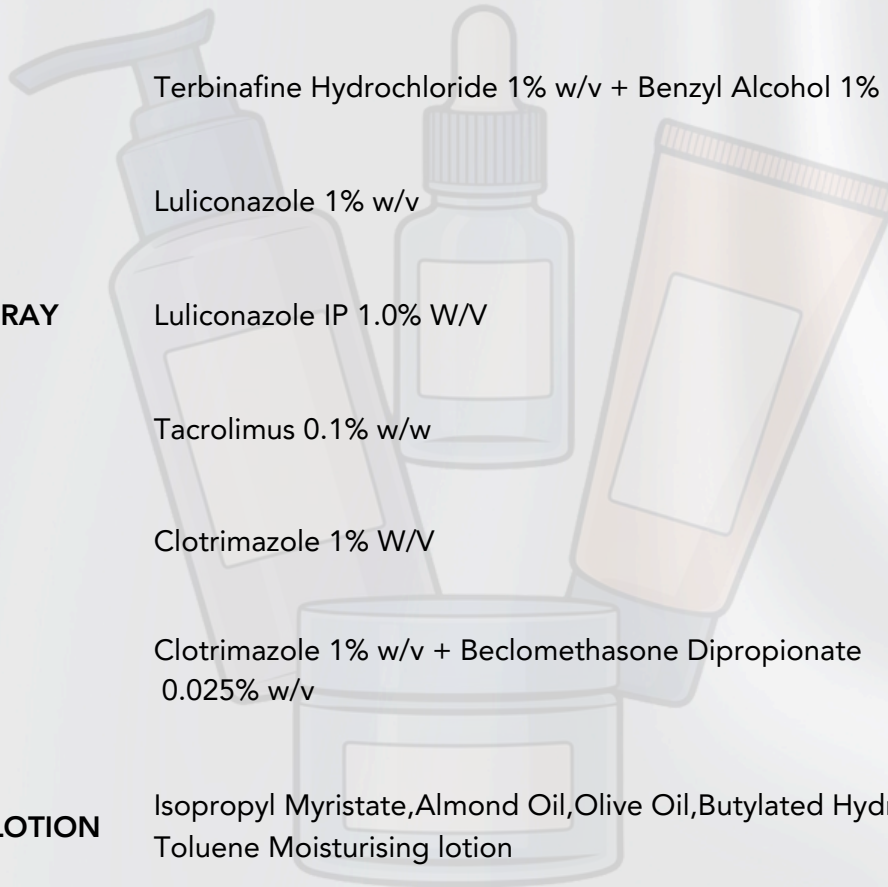 Terbinafine Hydrochloride 1% w/v + Benzyl Alcohol 1%
Luliconazole 1% w/v
RAY Luliconazole IP 1.0% W/V
Tacrolimus 0.1% w/w
Clotrimazole 1% W/V
Clotrimazole 1% w/v + Beclomethasone Dipropionate
0.025% w/v
LOTION Isopropyl Myristate,Almond Oil,Olive Oil,Butylated Hydr
Toluene Moisturising lotion